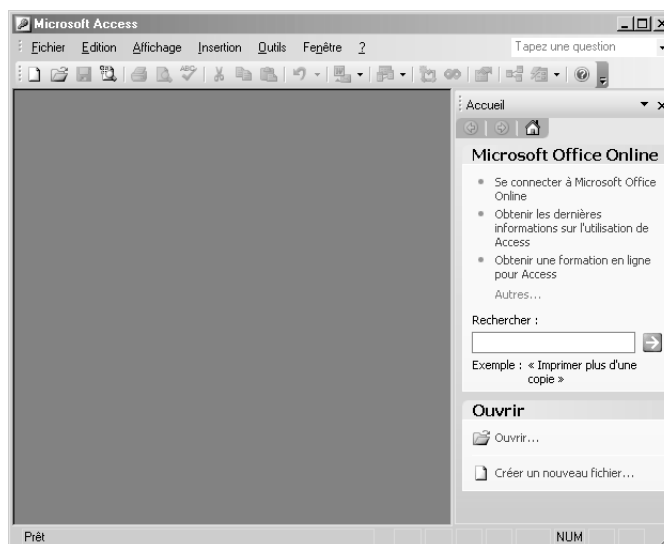 Microsoft Access
Fichier Edition Affichage Insertion Outils Fenêtre ?
Tapez une question
Accueil
Microsoft Office Online
Se connecter à Microsoft Office
Online
Obtenir les dernières
informations sur l'utilisation de
Access
Obtenir une formation en ligne
pour Access
Autres...
Rechercher :
Exemple : « Imprimer plus d'une
copie »
Ouvrir
Ouvrir...
Créer un nouveau fichier...
Prêt
NUM